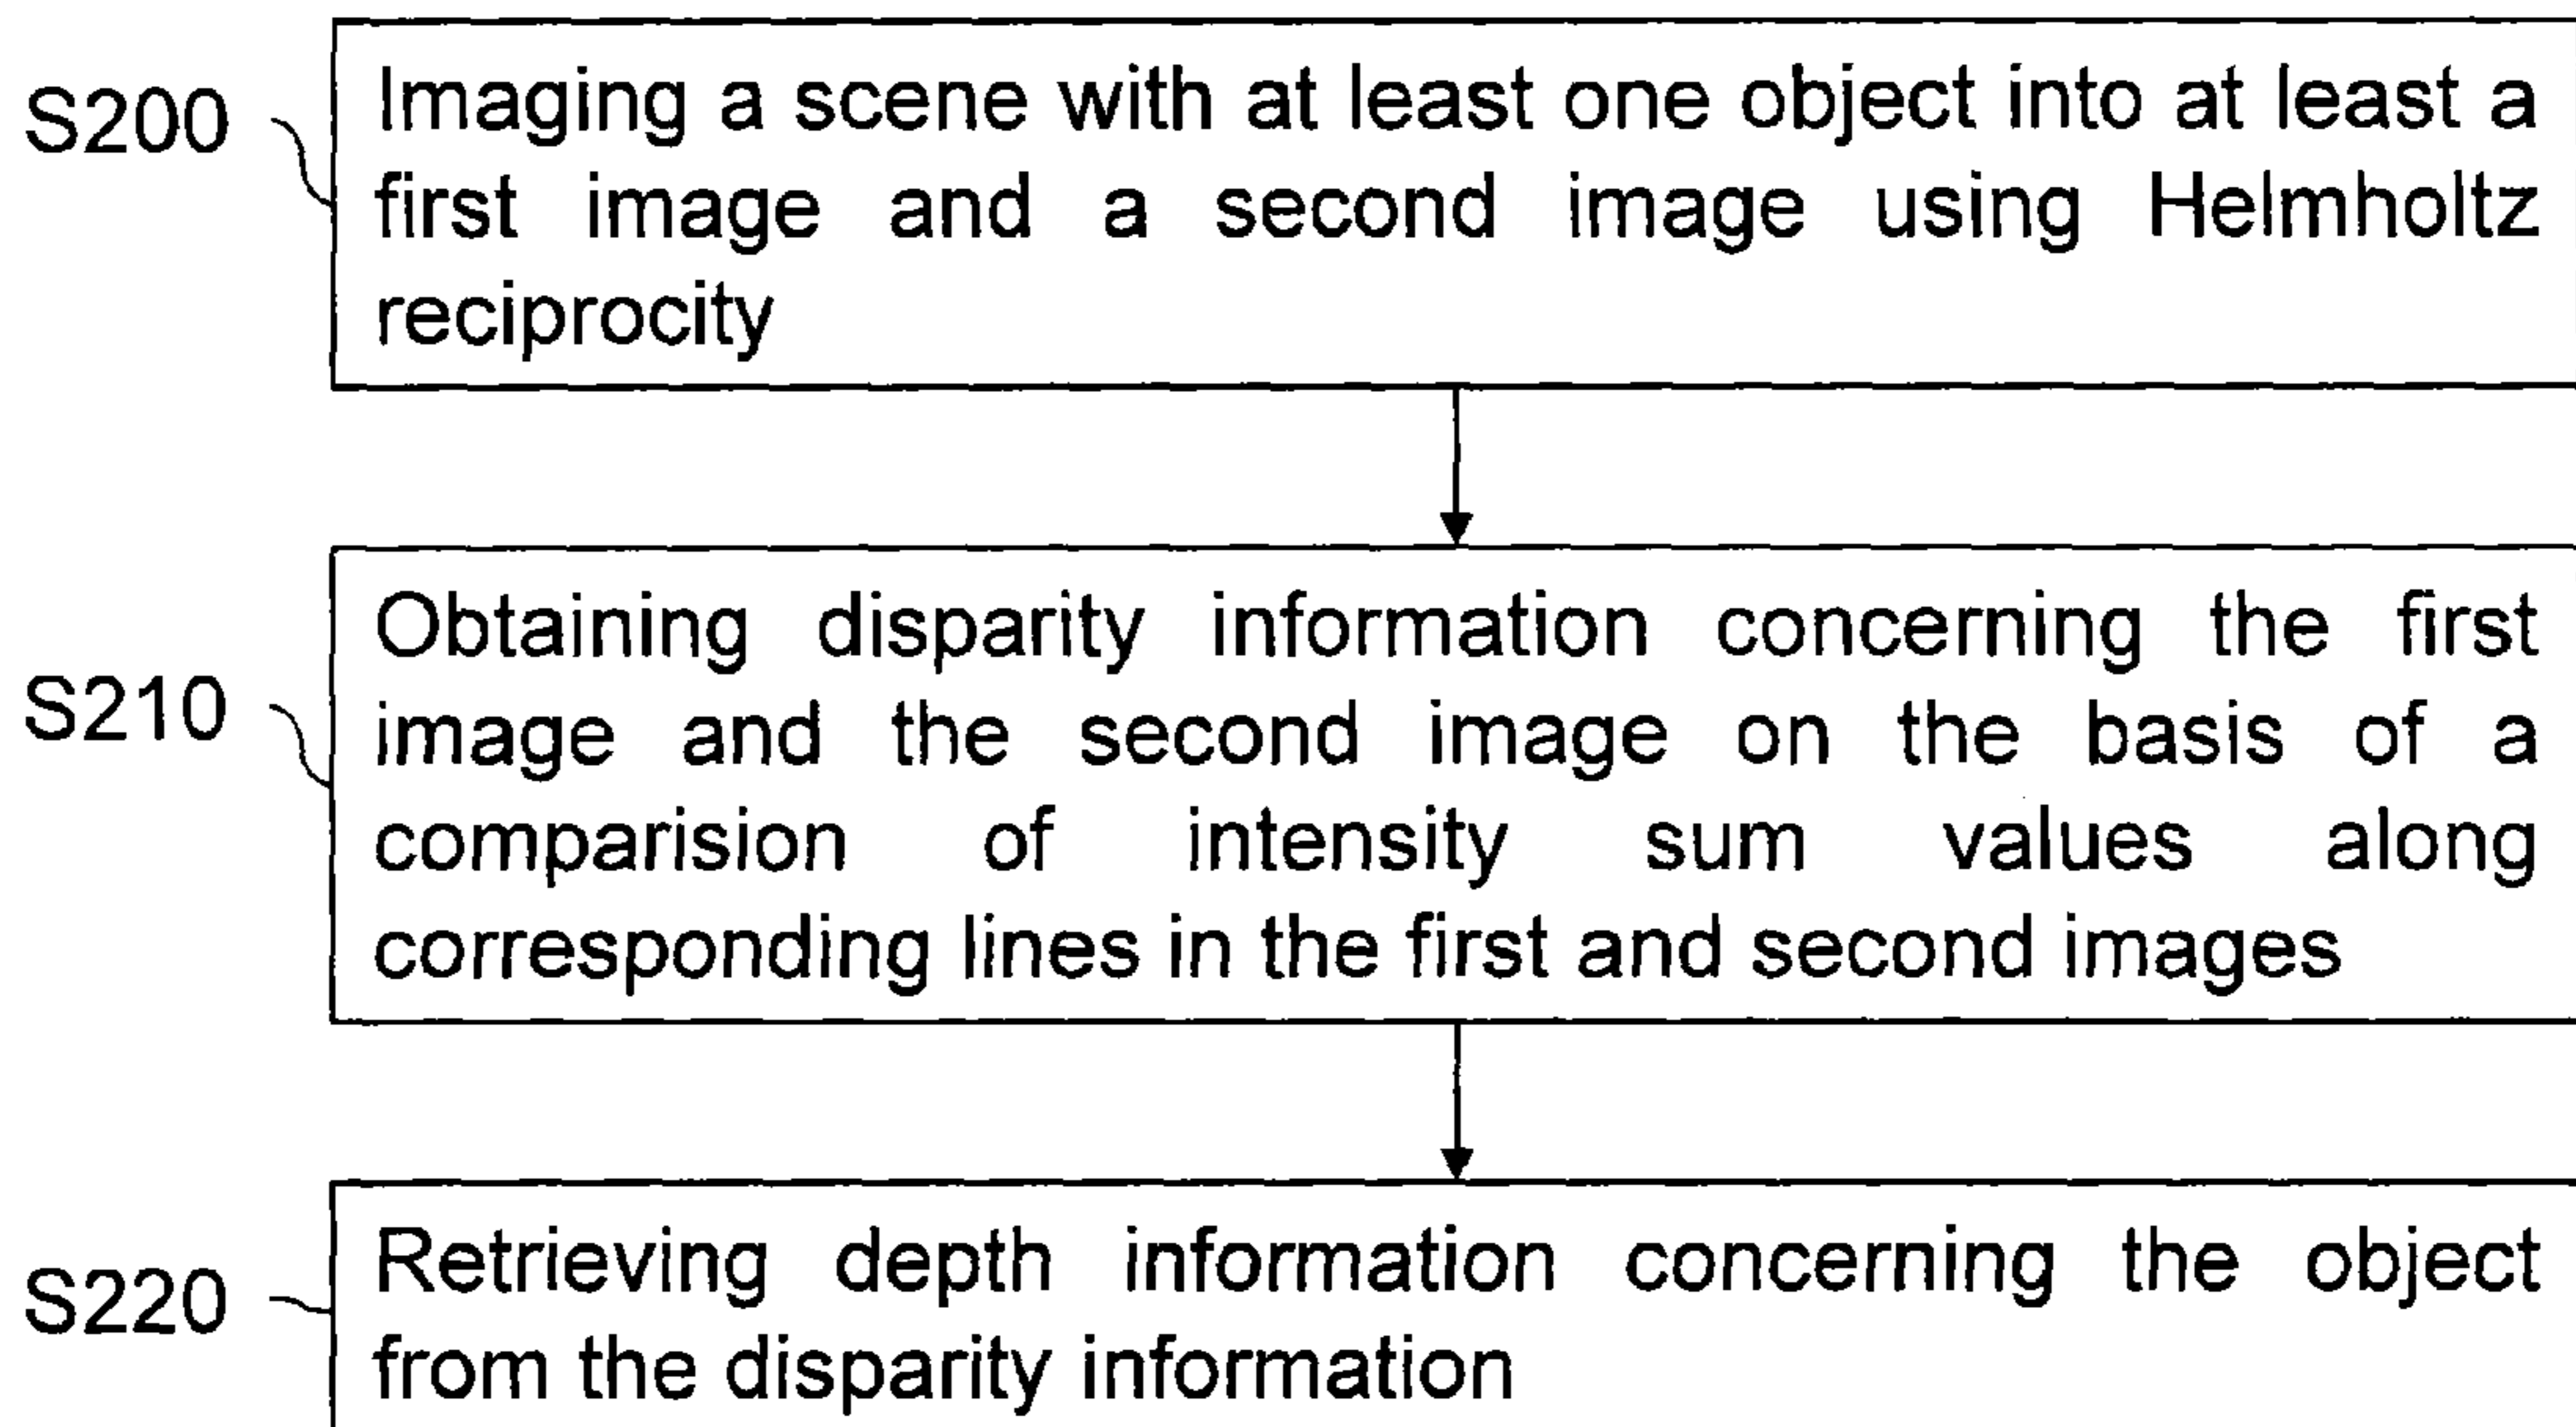 S200
Imaging a scene with at least one object into at least a
first image and a second image using Helmholtz
reciprocity
S210
Obtaining disparity information concerning the first
image and the second image on the basis of a
comparision of intensity sum values along
corresponding lines in the first and second images
S220
Retrieving depth information concerning the object
from the disparity information